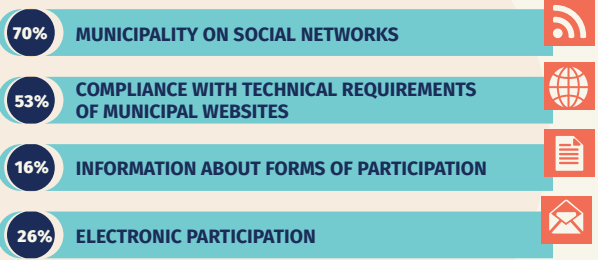 70% MUNICIPALITY ON SOCIAL NETWORKS
53% COMPLIANCE WITH TECHNICAL REQUIREMENTS
OF MUNICIPAL WEBSITES
16% INFORMATION ABOUT FORMS OF PARTICIPATION
26% ELECTRONIC PARTICIPATION